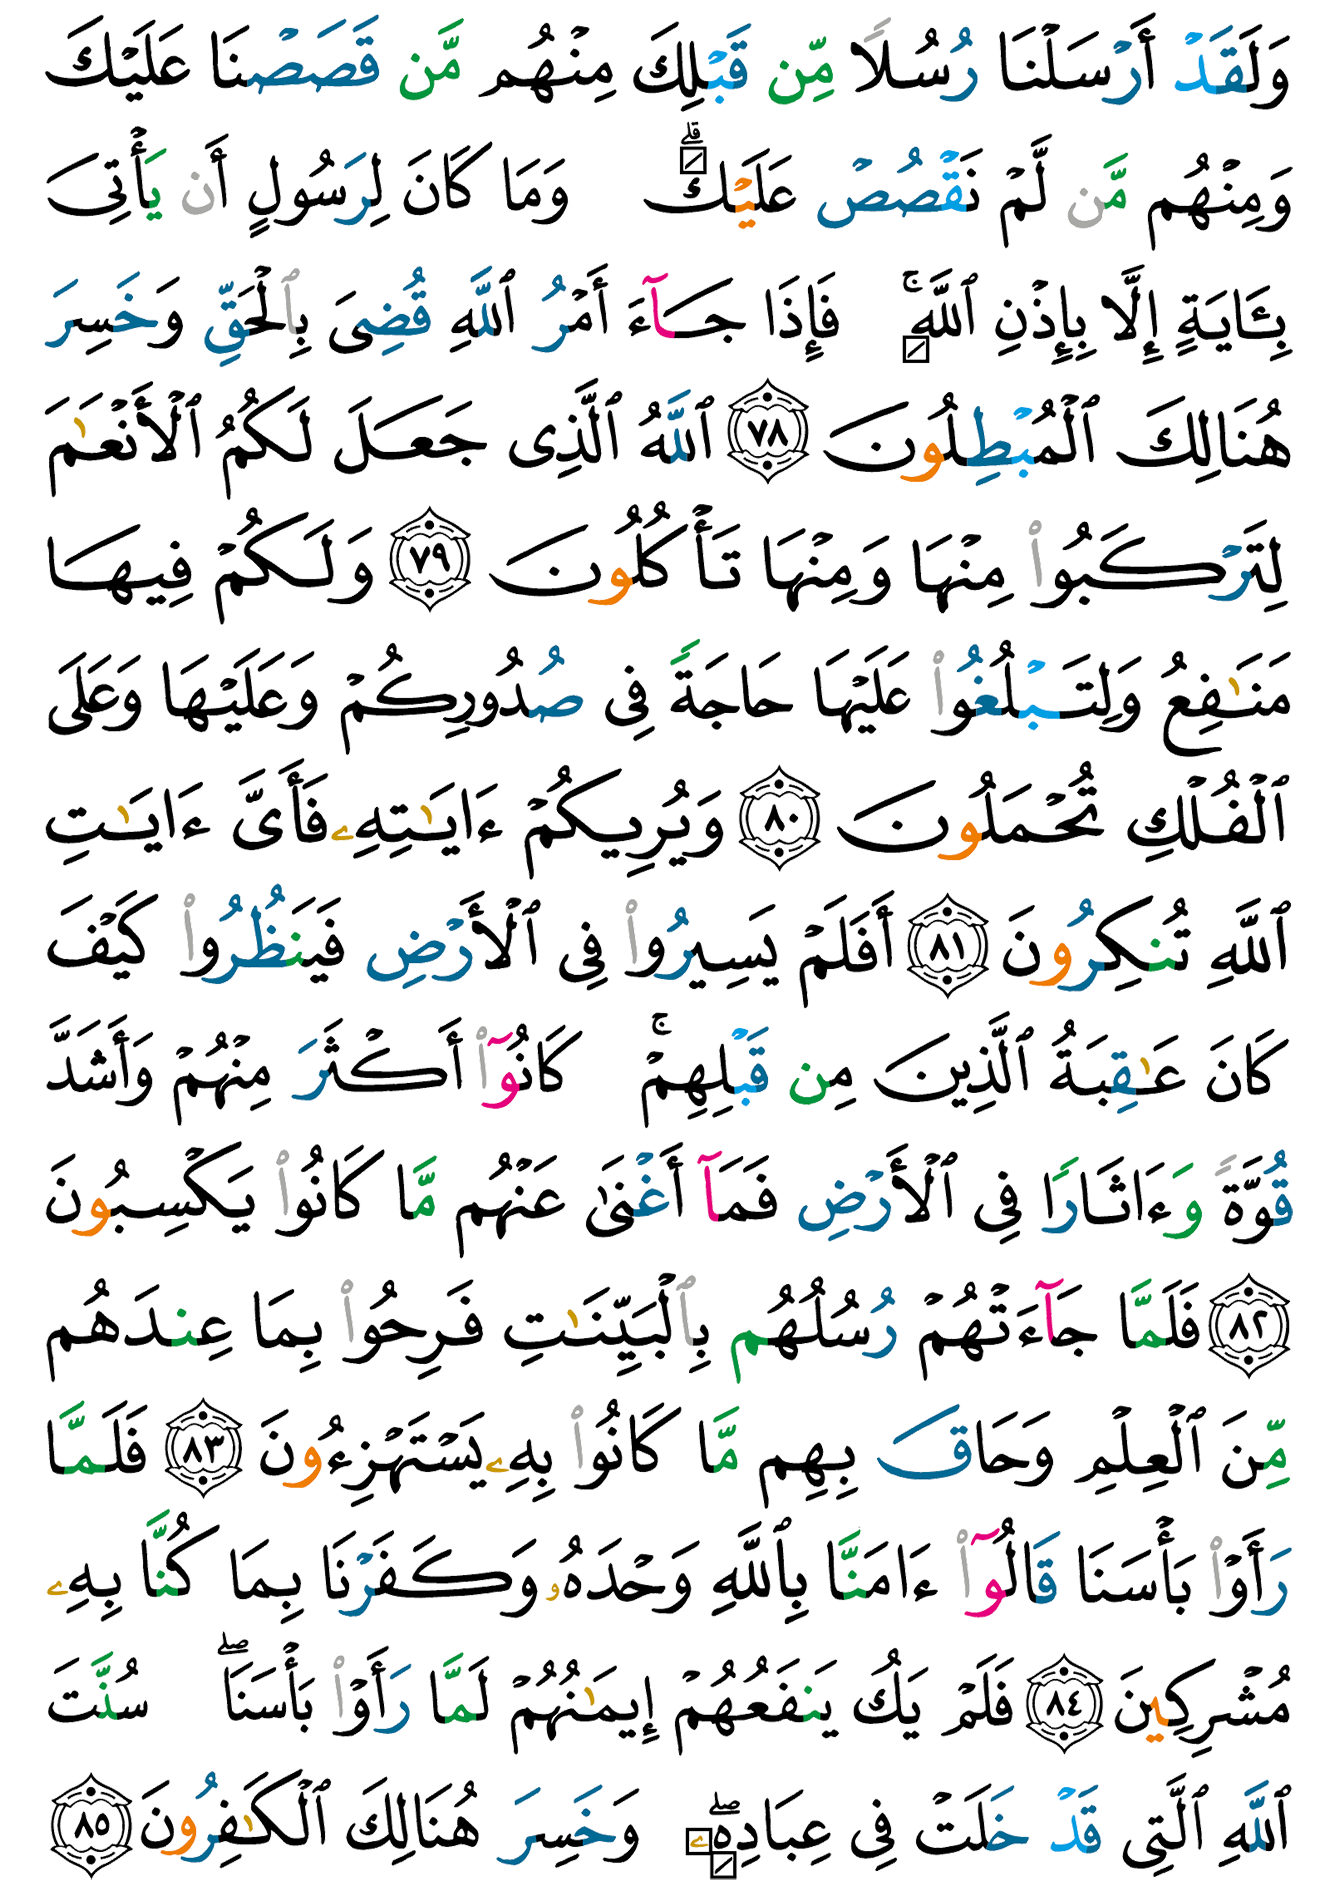 وَلَقَدْ أَرْسَلْنَا رُسُلًا مِّن قَبْلِكَ مِنْهُم مَّن قَصَصْنَا عَلَيْكَ
وَمِنْهُم مَّن لَّمْ نَقْصُصْ عَلَيْكَ ۗ وَمَا كَانَ لِرَسُولٍ أَن يَأْتِىَ
بِـَٔايَةٍ إِلَّا بِإِذْنِ ٱللَّهِ ۚ فَإِذَا جَآءَ أَمْرُ ٱللَّهِ قُضِىَ بِٱلْحَقِّ وَخَسِرَ
هُنَالِكَ ٱلْمُبْطِلُونَ ٧٨ ٱللَّهُ ٱلَّذِى جَعَلَ لَكُمُ ٱلْأَنْعَـٰمَ
لِتَرْكَبُوا۟ مِنْهَا وَمِنْهَا تَأْكُلُونَ ٧٩ وَلَكُمْ فِيهَا
مَنَـٰفِعُ وَلِتَبْلُغُوا۟ عَلَيْهَا حَاجَةً فِى صُدُورِكُمْ وَعَلَيْهَا وَعَلَى
ٱلْفُلْكِ تُحْمَلُونَ ٨٠ وَيُرِيكُمْ ءَايَـٰتِهِۦ فَأَىَّ ءَايَـٰتِ
ٱللَّهِ تُنكِرُونَ ٨١ أَفَلَمْ يَسِيرُوا۟ فِى ٱلْأَرْضِ فَيَنظُرُوا۟ كَيْفَ
كَانَ عَـٰقِبَةُ ٱلَّذِينَ مِن قَبْلِهِمْ ۚ كَانُوٓا۟ أَكْثَرَ مِنْهُمْ وَأَشَدَّ
قُوَّةً وَءَاثَارًا فِى ٱلْأَرْضِ فَمَآ أَغْنَىٰ عَنْهُم مَّا كَانُوا۟ يَكْسِبُونَ
٨٢ فَلَمَّا جَآءَتْهُمْ رُسُلُهُم بِٱلْبَيِّنَـٰتِ فَرِحُوا۟ بِمَا عِندَهُم
مِّنَ ٱلْعِلْمِ وَحَاقَ بِهِم مَّا كَانُوا۟ بِهِۦ يَسْتَهْزِءُونَ ٨٣ فَلَمَّا
رَأَوْا۟ بَأْسَنَا قَالُوٓا۟ ءَامَنَّا بِٱللَّهِ وَحْدَهُۥ وَكَفَرْنَا بِمَا كُنَّا بِهِۦ
مُشْرِكِينَ ٨٤ فَلَمْ يَكُ يَنفَعُهُمْ إِيمَـٰنُهُمْ لَمَّا رَأَوْا۟ بَأْسَنَا ۖ سُنَّتَ
ٱللَّهِ ٱلَّتِى قَدْ خَلَتْ فِى عِبَادِهِۦ ۖ وَخَسِرَ هُنَالِكَ ٱلْكَـٰفِرُونَ ٨٥